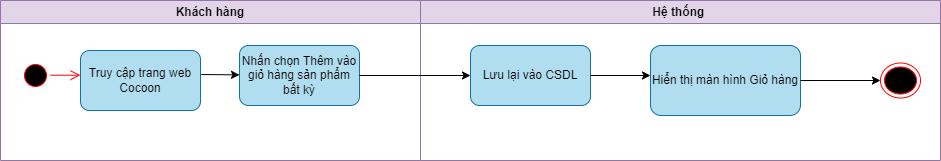 Khách hàng
Hệ thống
Truy cập trang web
Cocoon
Nhấn chọn Thêm vào
giỏ hàng sản phẩm
bất kỳ
Lưu lại vào CSDL
Hiển thị màn hình Giỏ hàng